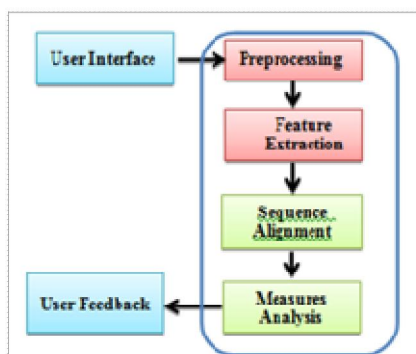 User Interface
Preprocessing
Feature
Extraction
Sequence
Alignment
User Feedback
Measures
Analysis